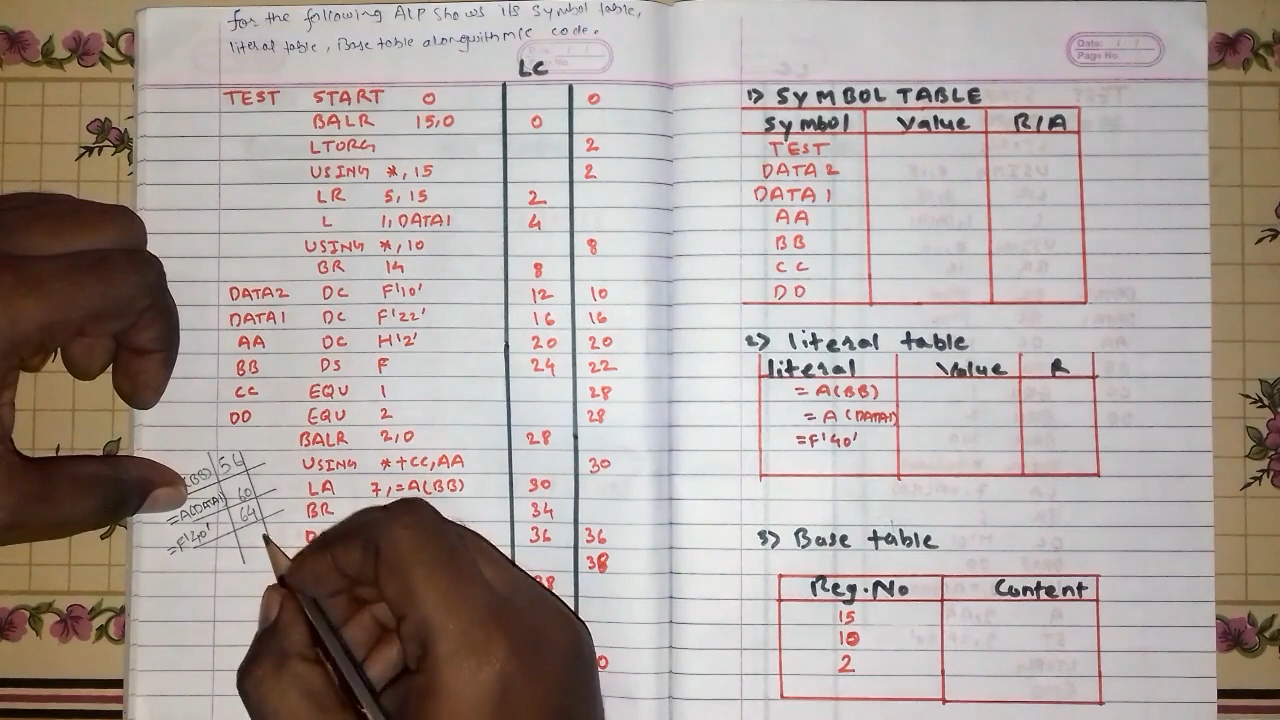 for the following ALP shows its symbol table,
literal table, Base table alongwith m/c code.
LC
TEST START 0 0
BALR 15,0 0
LTORG 2
USING *,15 2
LR 5,15 2
L 1,DATA1 4
USING *,10 8
BR 14 8
DATA2 DC F'10' 12 10
DATA1 DC F'22' 16 16
AA DC H'2' 20 20
BB DS F 24 22
CC EQU 1 28
DD EQU 2 28
BALR 2,0 28
USING *+CC,AA 30
LA 7,=A(BB) 30
BR 34
36 36
38
38
0
(BB) 56
=A(DATA1) 60
=F'40' 64
Date: / /
Page No
1> SYMBOL TABLE
Symbol Value R/A
TEST
DATA2
DATA1
AA
BB
CC
DD
2> literal table
literal Value R
=A(BB)
=A(DATA1)
=F'40'
3> Base table
Reg.No Content
15
10
2